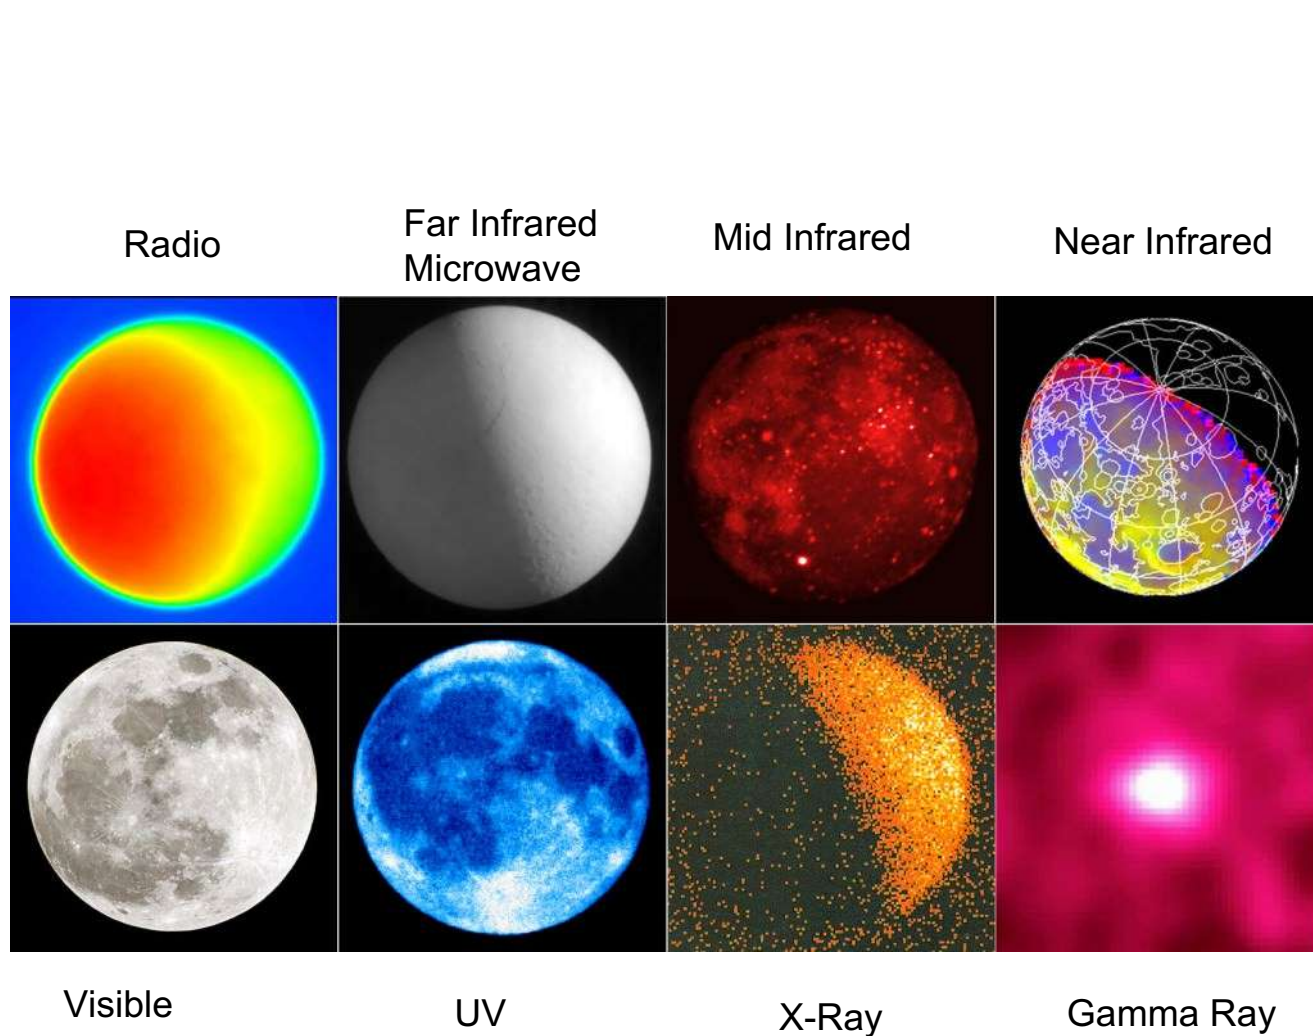 Radio
Far Infrared
Microwave
Mid Infrared
Near Infrared
Visible
UV
X-Ray
Gamma Ray